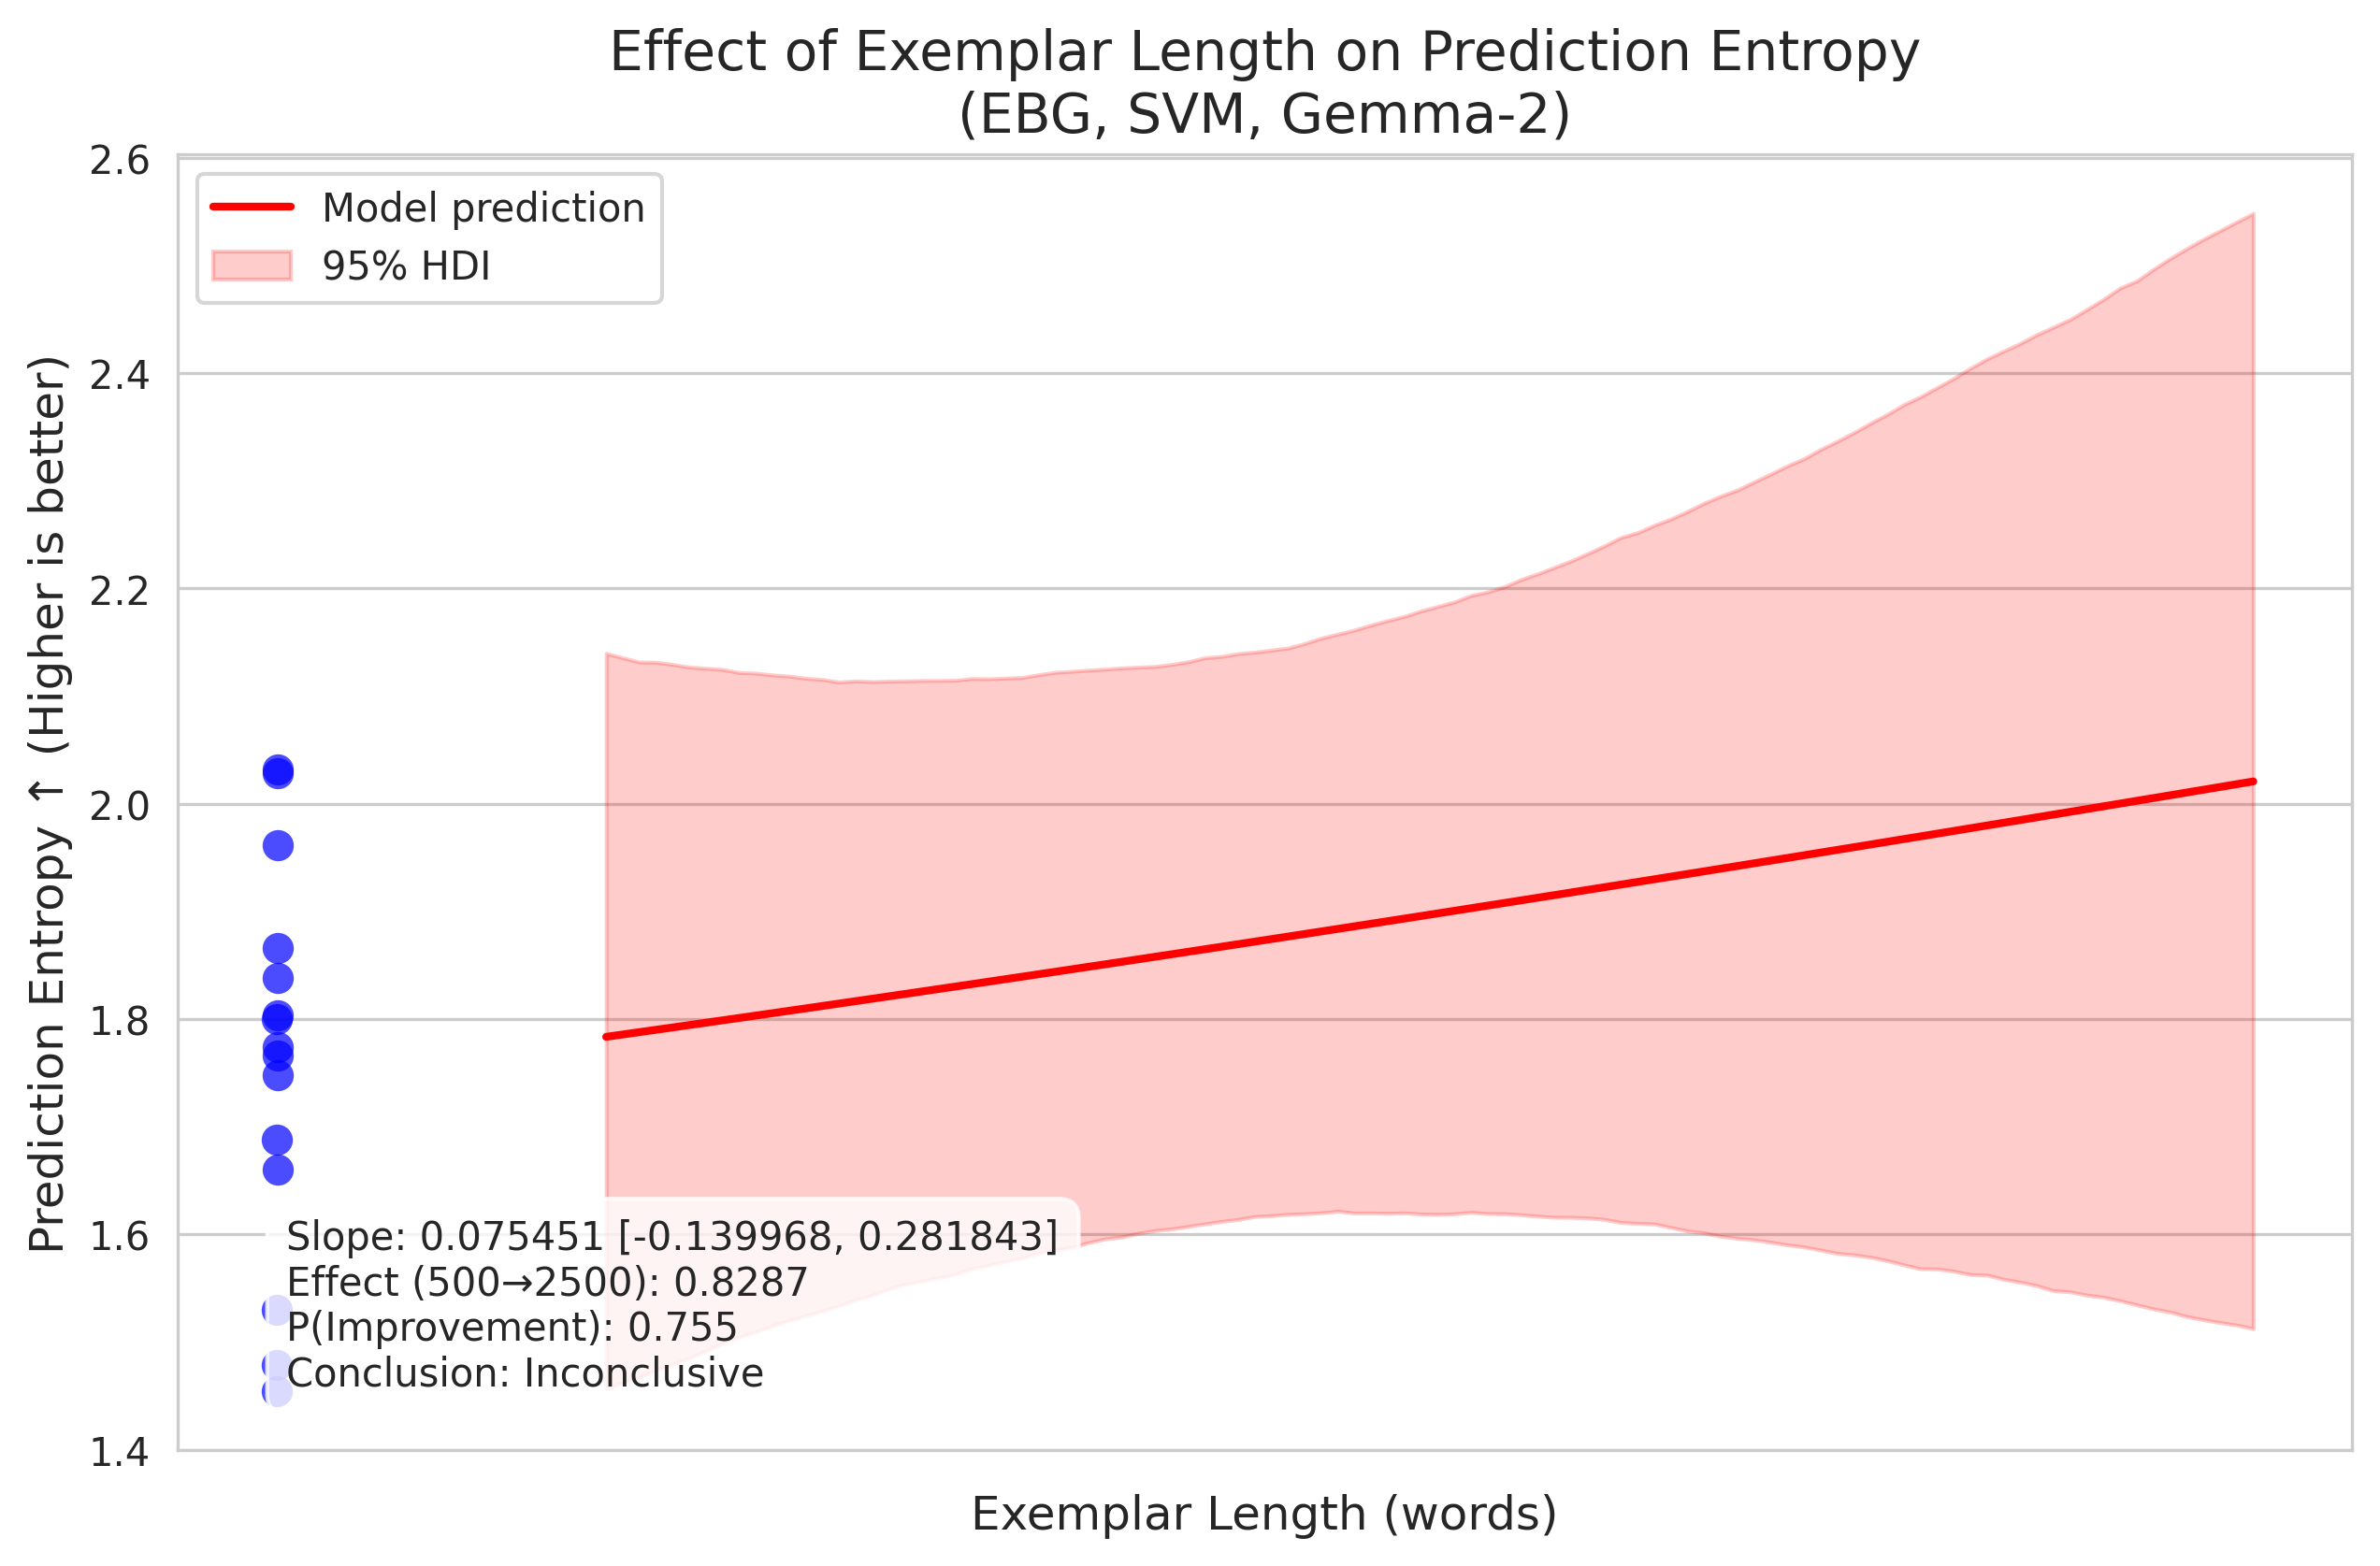 Effect of Exemplar Length on Prediction Entropy
(EBG, SVM, Gemma-2)
Model prediction
95% HDI
Prediction Entropy ↑ (Higher is better)
2.6
2.4
2.2
2.0
1.8
1.6
1.4
Slope: 0.075451 [-0.139968, 0.281843]
Effect (500→2500): 0.8287
P(Improvement): 0.755
Conclusion: Inconclusive
Exemplar Length (words)